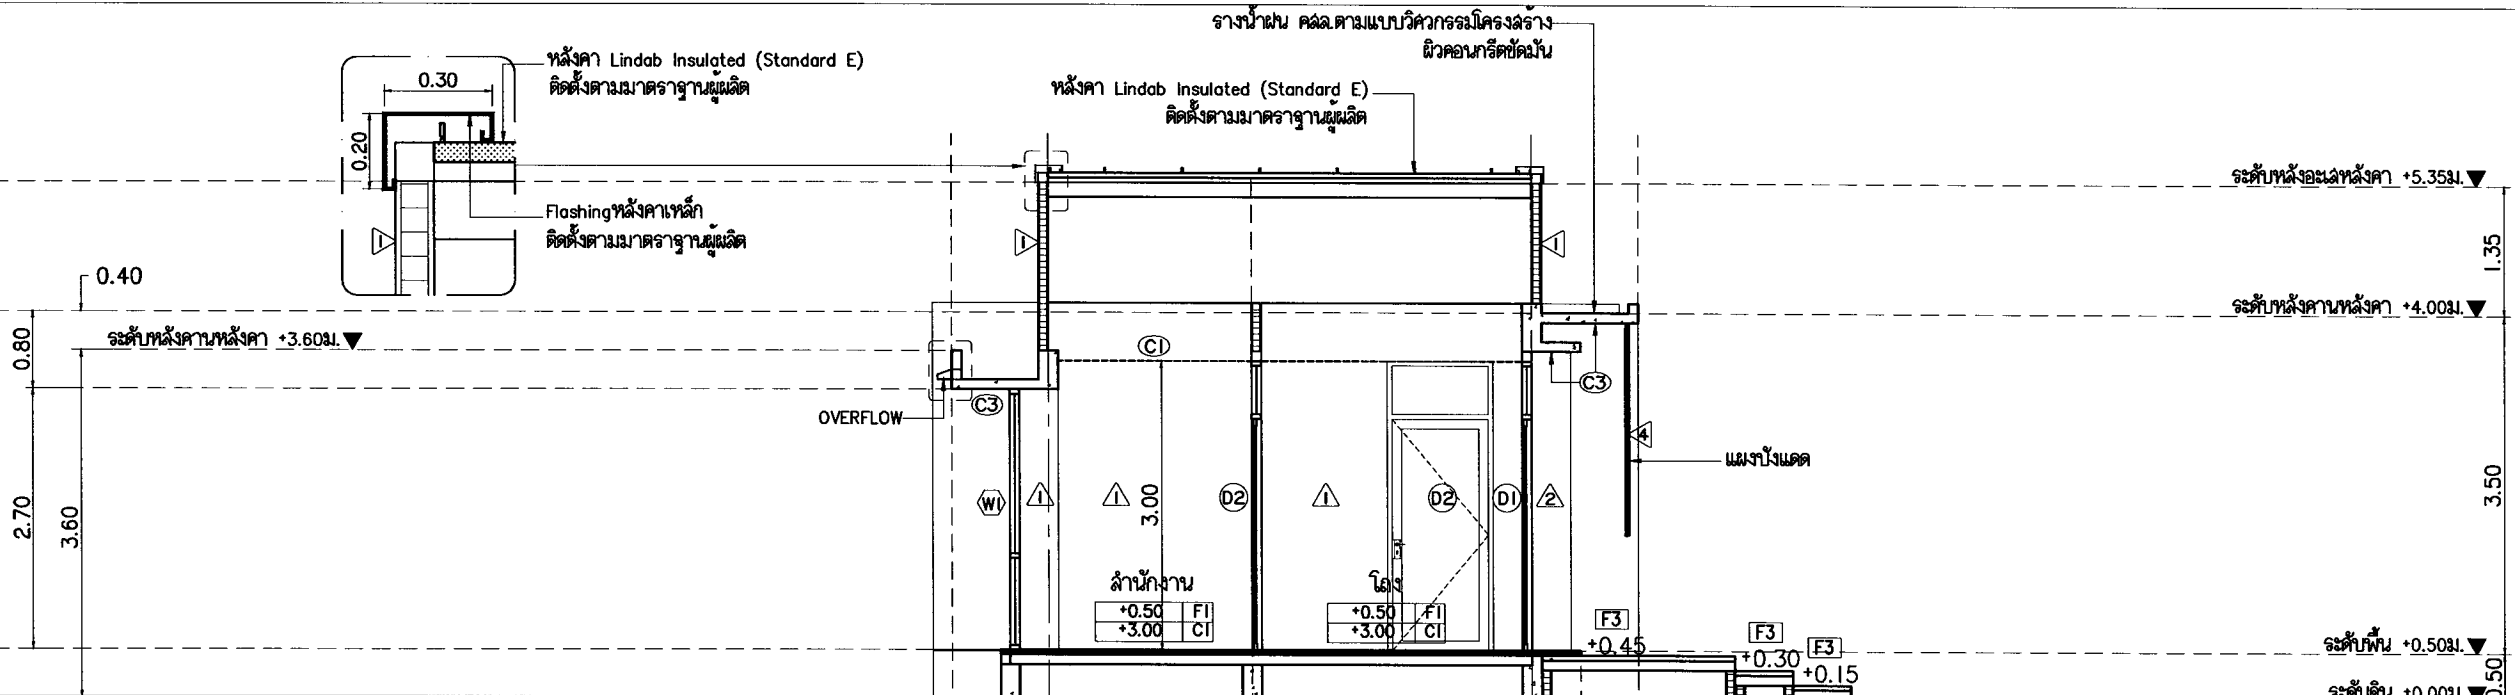 รางน้ำฝน คสล.ตามแบบวิศวกรรมโครงสร้าง
ผิวคอนกรีตขัดมัน
หลังคา Lindab Insulated (Standard E)
ติดตั้งตามมาตราฐานผู้ผลิต
0.30
0.20
หลังคา Lindab Insulated (Standard E)
ติดตั้งตามมาตราฐานผู้ผลิต
ระดับหลังอะเสหลังคา +5.35ม.
Flashingหลังคาเหล็ก
ติดตั้งตามมาตราฐานผู้ผลิต
1
1
1
1.35
0.40
ระดับหลังคานหลังคา +4.00ม.
ระดับหลังคานหลังคา +3.60ม.
0.80
C1
C3
C3
OVERFLOW
4
แผงบังแดด
2.70
3.60
W1
1
1
3.00
D2
1
D2
D1
2
3.50
สำนักงาน
+0.50 F1
+3.00 C1
โถง
+0.50 F1
+3.00 C1
F3
+0.45
F3
+0.30
F3
+0.15
ระดับพื้น +0.50ม.
0.50
ระดับดิน +0.00ม.